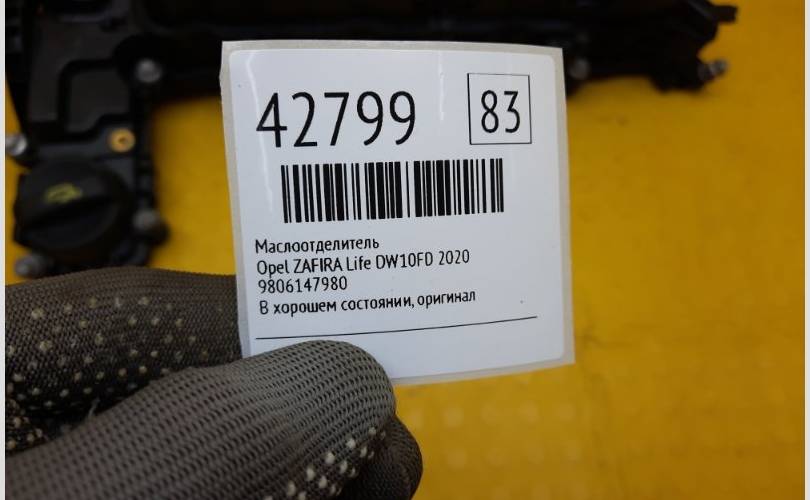 42799
83
Маслоотделитель
Opel ZAFIRA Life DW10FD 2020
9806147980
В хорошем состоянии, оригинал